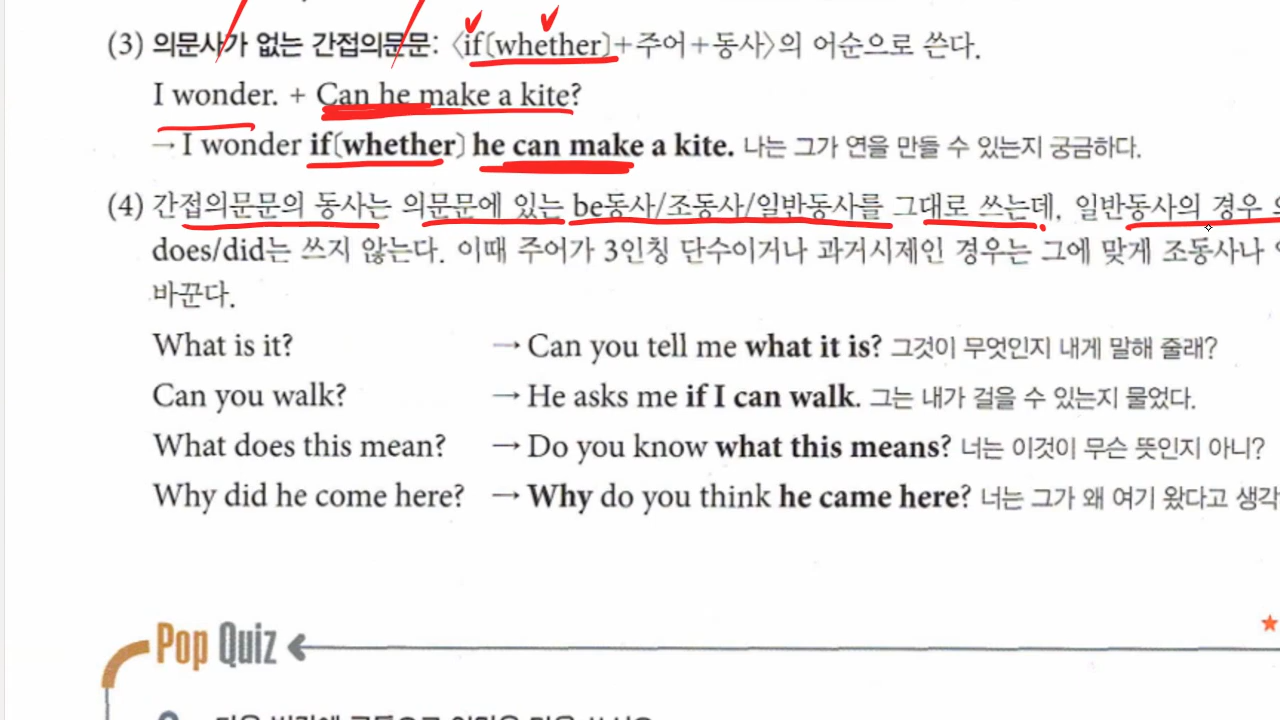 (3) 의문사가 없는 간접의문문: 〈if(whether)+주어+동사〉의 어순으로 쓴다.
I wonder. + Can he make a kite?
→ I wonder if(whether) he can make a kite. 나는 그가 연을 만들 수 있는지 궁금하다.
(4) 간접의문문의 동사는 의문문에 있는 be동사/조동사/일반동사를 그대로 쓰는데, 일반동사의 경우
does/did는 쓰지 않는다. 이때 주어가 3인칭 단수이거나 과거시제인 경우는 그에 맞게 조동사나
바꾼다.
What is it? → Can you tell me what it is? 그것이 무엇인지 내게 말해 줄래?
Can you walk? → He asks me if I can walk. 그는 내가 걸을 수 있는지 물었다.
What does this mean? → Do you know what this means? 너는 이것이 무슨 뜻인지 아니?
Why did he come here? → Why do you think he came here? 너는 그가 왜 여기 왔다고 생각
Pop Quiz